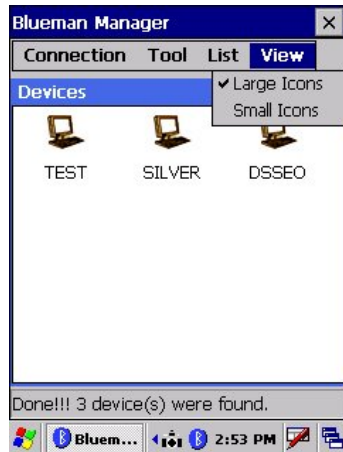 Blueman Manager
Connection Tool List View
Devices
Large Icons
Small Icons
TEST SILVER DSSEO
Done!!! 3 device(s) were found.
Bluem... 2:53 PM